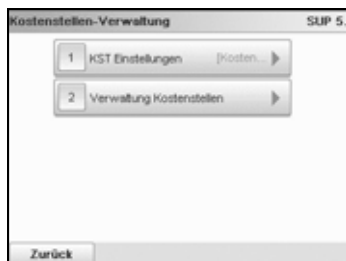 Kostenstellen-Verwaltung SUP 5.
1 KST Einstellungen [Kosten...
2 Verwaltung Kostenstellen
Zurück